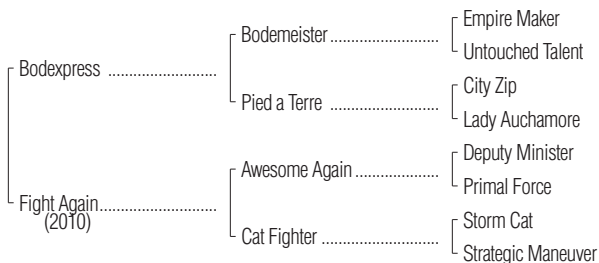 Empire Maker
Bodemeister
Untouched Talent
Bodexpress
City Zip
Pied a Terre
Lady Auchamore
Deputy Minister
Awesome Again
Primal Force
Fight Again
(2010)
Storm Cat
Cat Fighter
Strategic Maneuver